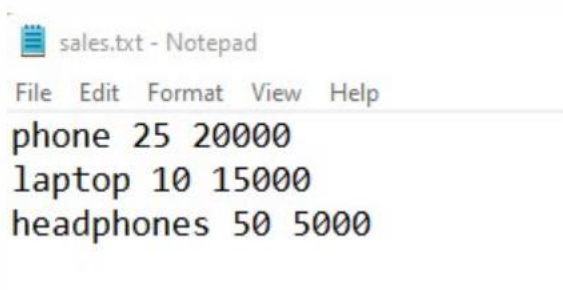 sales.txt - Notepad
File Edit Format View Help
phone 25 20000
laptop 10 15000
headphones 50 5000